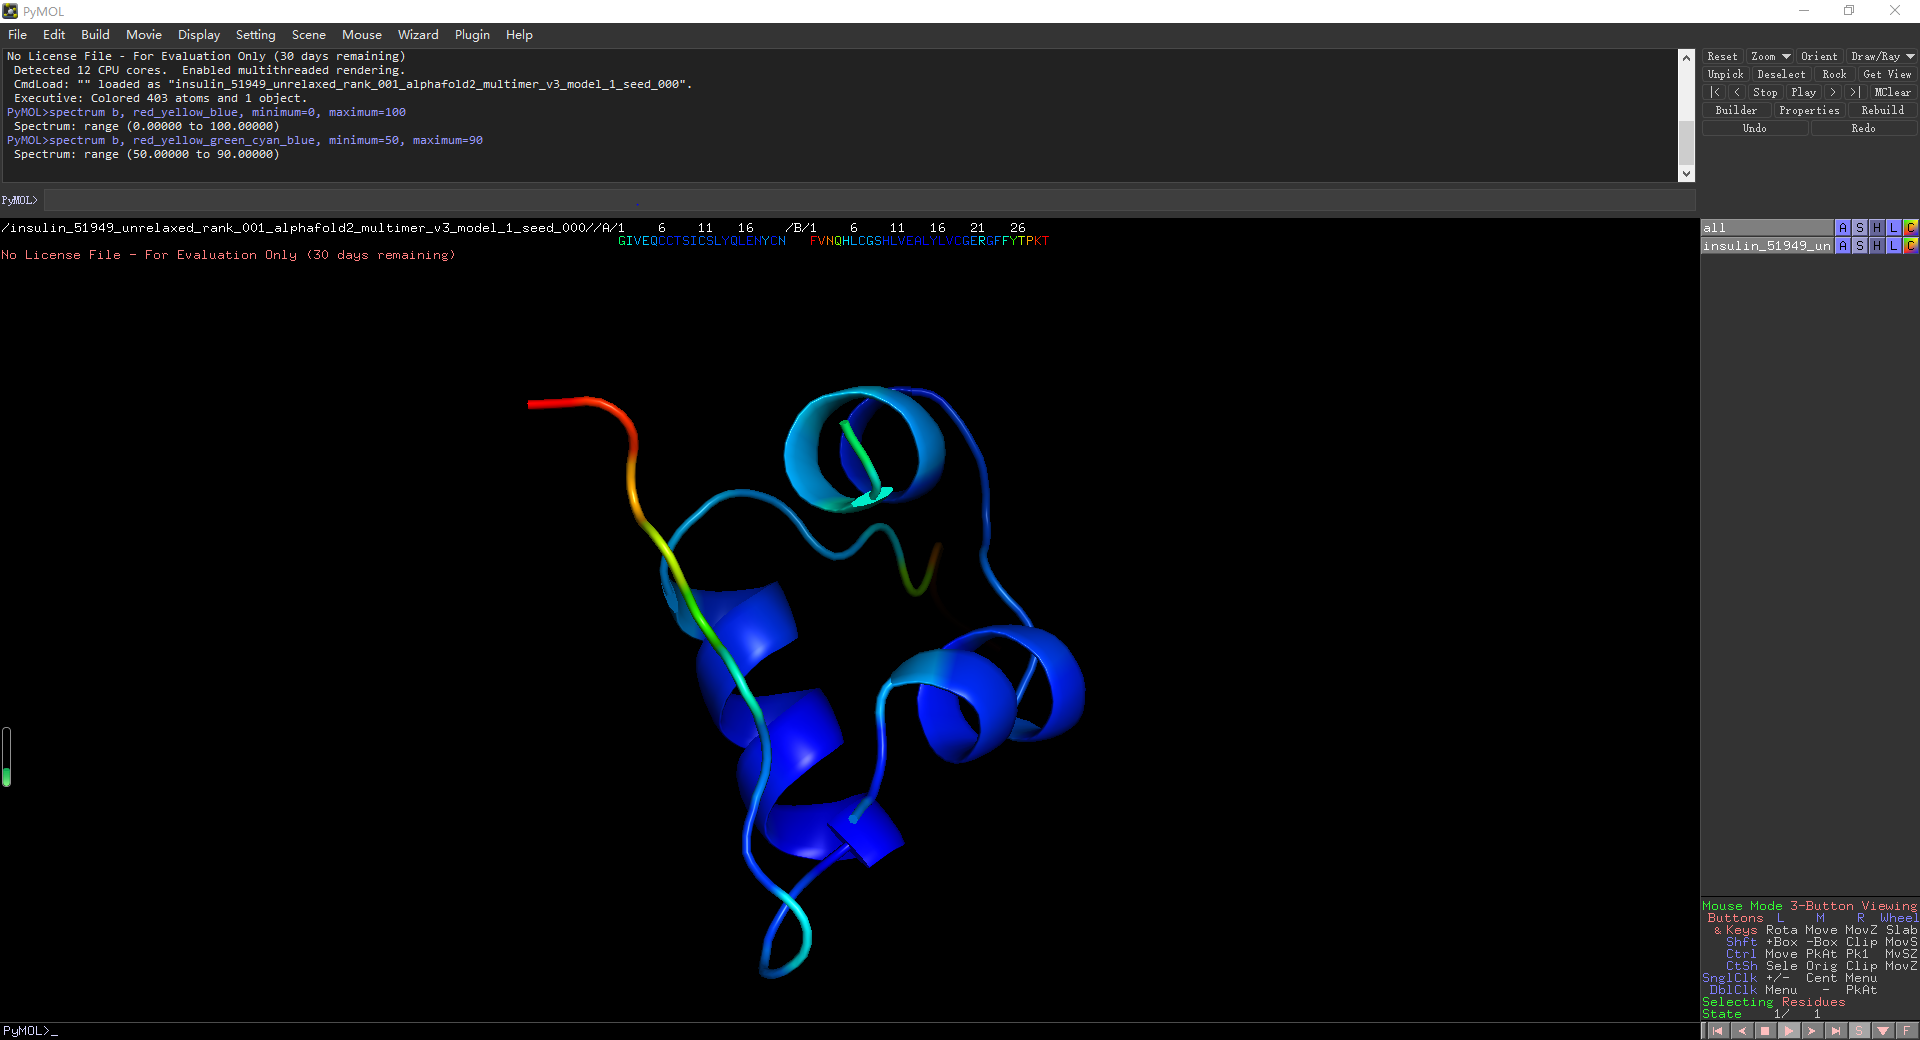 PyMOL
File Edit Build Movie Display Setting Scene Mouse Wizard Plugin Help
No License File - For Evaluation Only (30 days remaining)
Detected 12 CPU cores.  Enabled multithreaded rendering.
CmdLoad: "" loaded as "insulin_51949_unrelaxed_rank_001_alphafold2_multimer_v3_model_1_seed_000".
Executive: Colored 403 atoms and 1 object.
PyMOL>spectrum b, red_yellow_blue, minimum=0, maximum=100
Spectrum: range (0.00000 to 100.00000)
PyMOL>spectrum b, red_yellow_green_cyan_blue, minimum=50, maximum=90
Spectrum: range (50.00000 to 90.00000)
PyMOL>
Reset Zoom Orient Draw/Ray
Unpick Deselect Rock Get View
|< < Stop Play > >| MClear
Builder Properties Rebuild
Undo Redo
/insulin_51949_unrelaxed_rank_001_alphafold2_multimer_v3_model_1_seed_000//A/1 6 11 16 /B/1 6 11 16 21 26
GIVEQCCTSICSLYQLENYCN FVNQHLCGSHLVEALYLVCGERGFFYTPKT
No License File - For Evaluation Only (30 days remaining)
all A S H L C
insulin_51949_un A S H L C
Mouse Mode 3-Button Viewing
Buttons L M R Wheel
& Keys Rota Move MovZ Slab
Shft +Box -Box Clip MovS
Ctrl Move PkAt Pk1 MvSZ
CtSh Sele Orig Clip MovZ
SnglClk +/- Cent Menu
DblClk Menu - PkAt
Selecting Residues
State 1/ 1
PyMOL>_
S F